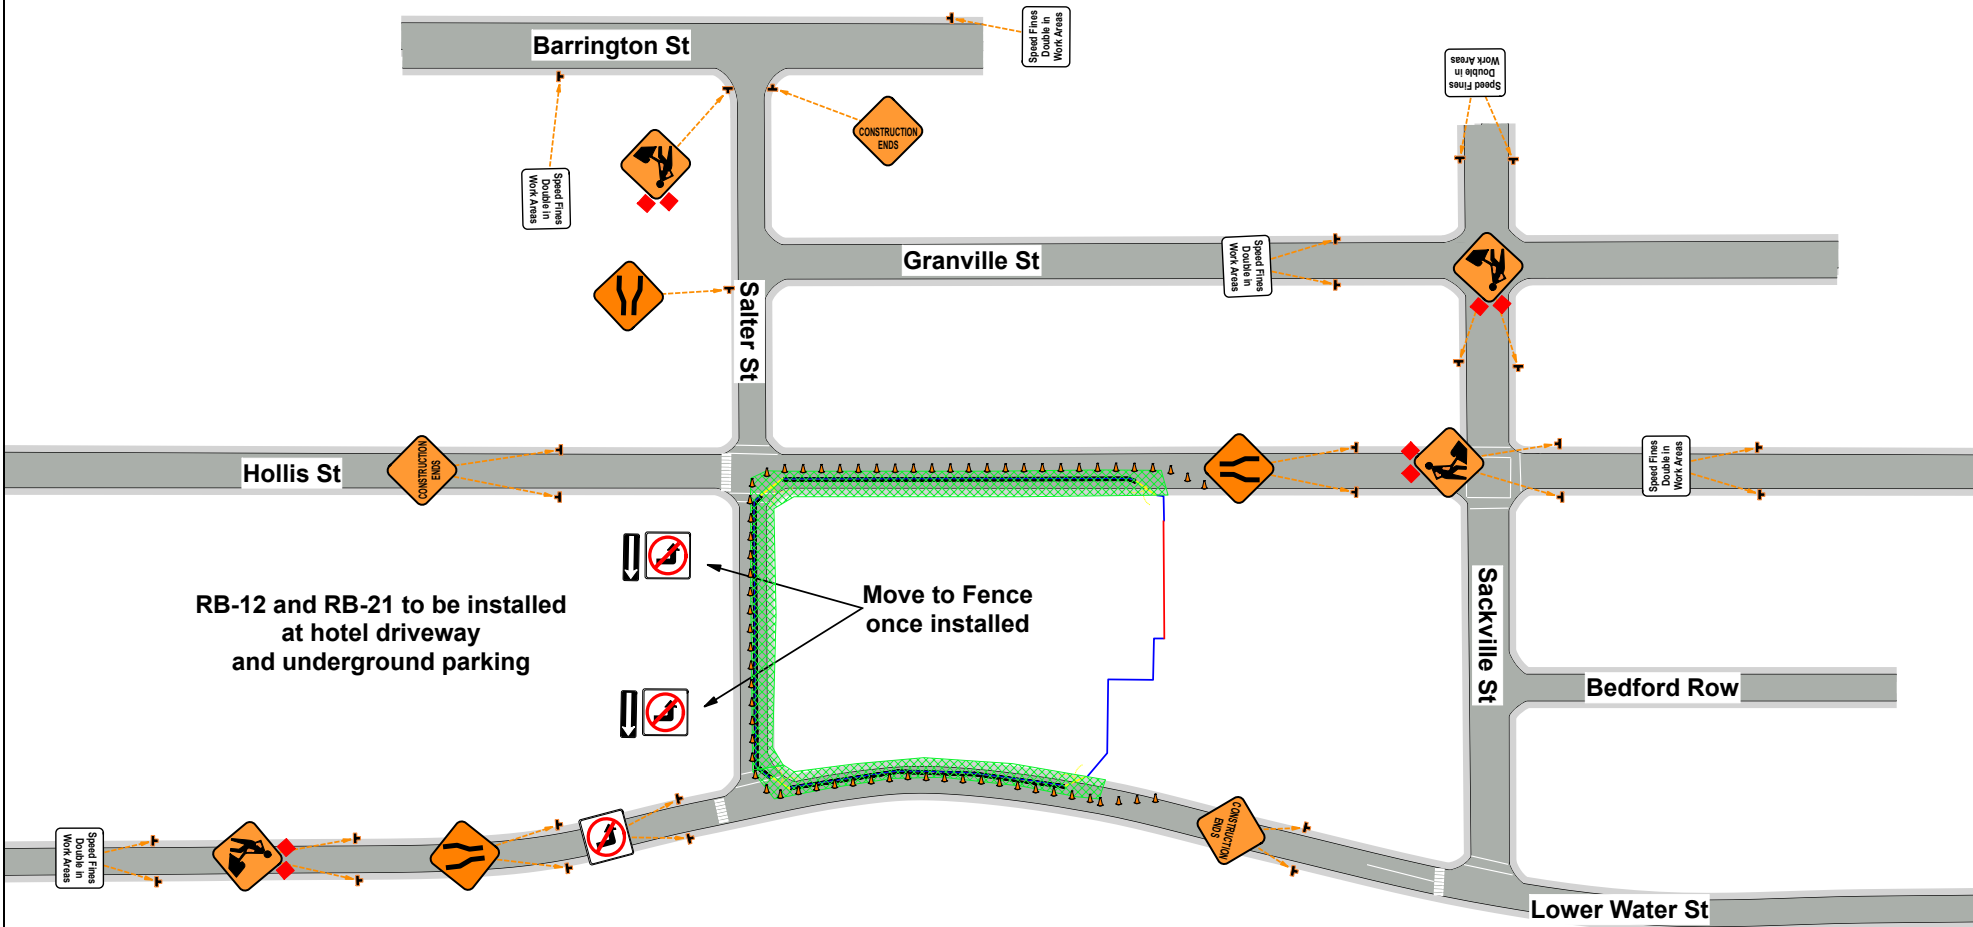 Barrington St
Speed Fines
Double in
Work Areas
Speed Fines
Double in
Work Areas
CONSTRUCTION
ENDS
Speed Fines
Double in
Work Areas
Granville St
Speed Fines
Double in
Work Areas
Salter St
Hollis St
CONSTRUCTION
ENDS
Speed Fines
Double in
Work Areas
RB-12 and RB-21 to be installed
at hotel driveway
and underground parking
Move to Fence
once installed
Sackville St
Bedford Row
Speed Fines
Double in
Work Areas
CONSTRUCTION
ENDS
Lower Water St